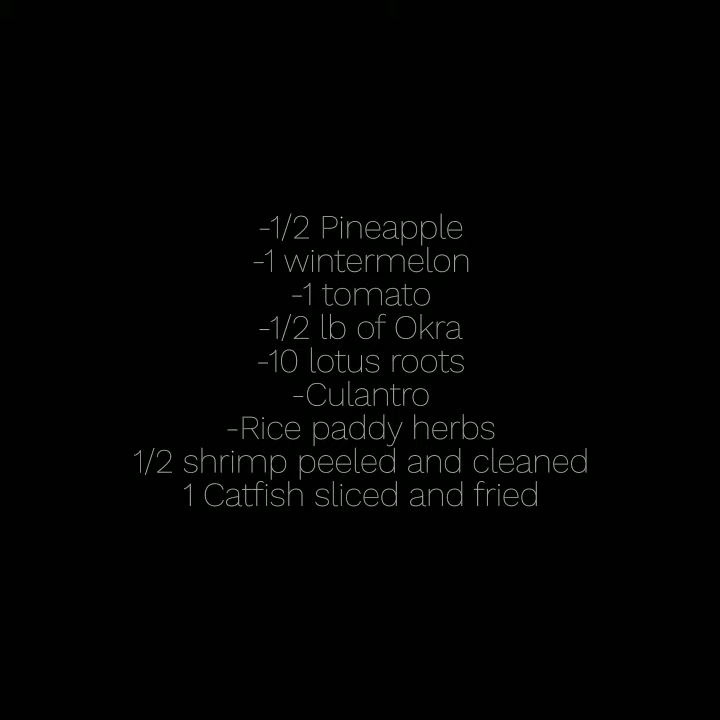 -1/2 Pineapple
-1 wintermelon
-1 tomato
-1/2 lb of Okra
-10 lotus roots
-Culantro
-Rice paddy herbs
1/2 shrimp peeled and cleaned
1 Catfish sliced and fried